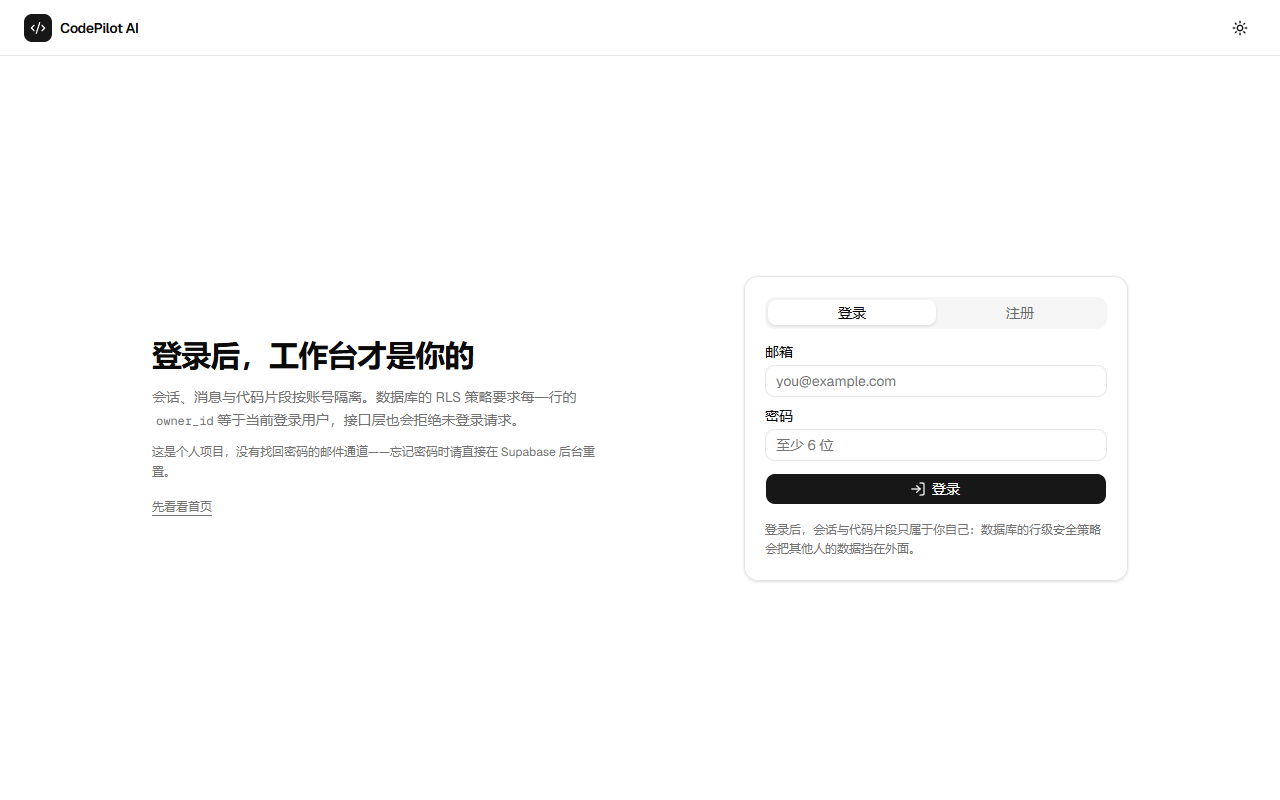 CodePilot AI
登录后，工作台才是你的
会话、消息与代码片段按账号隔离。数据库的 RLS 策略要求每一行的
owner_id 等于当前登录用户，接口层也会拒绝未登录请求。
这是个人项目，没有找回密码的邮件通道——忘记密码时请直接在 Supabase 后台重
置。
先看看首页
登录
注册
邮箱
you@example.com
密码
至少 6 位
登录
登录后，会话与代码片段只属于你自己：数据库的行级安全策略
会把其他人的数据挡在外面。